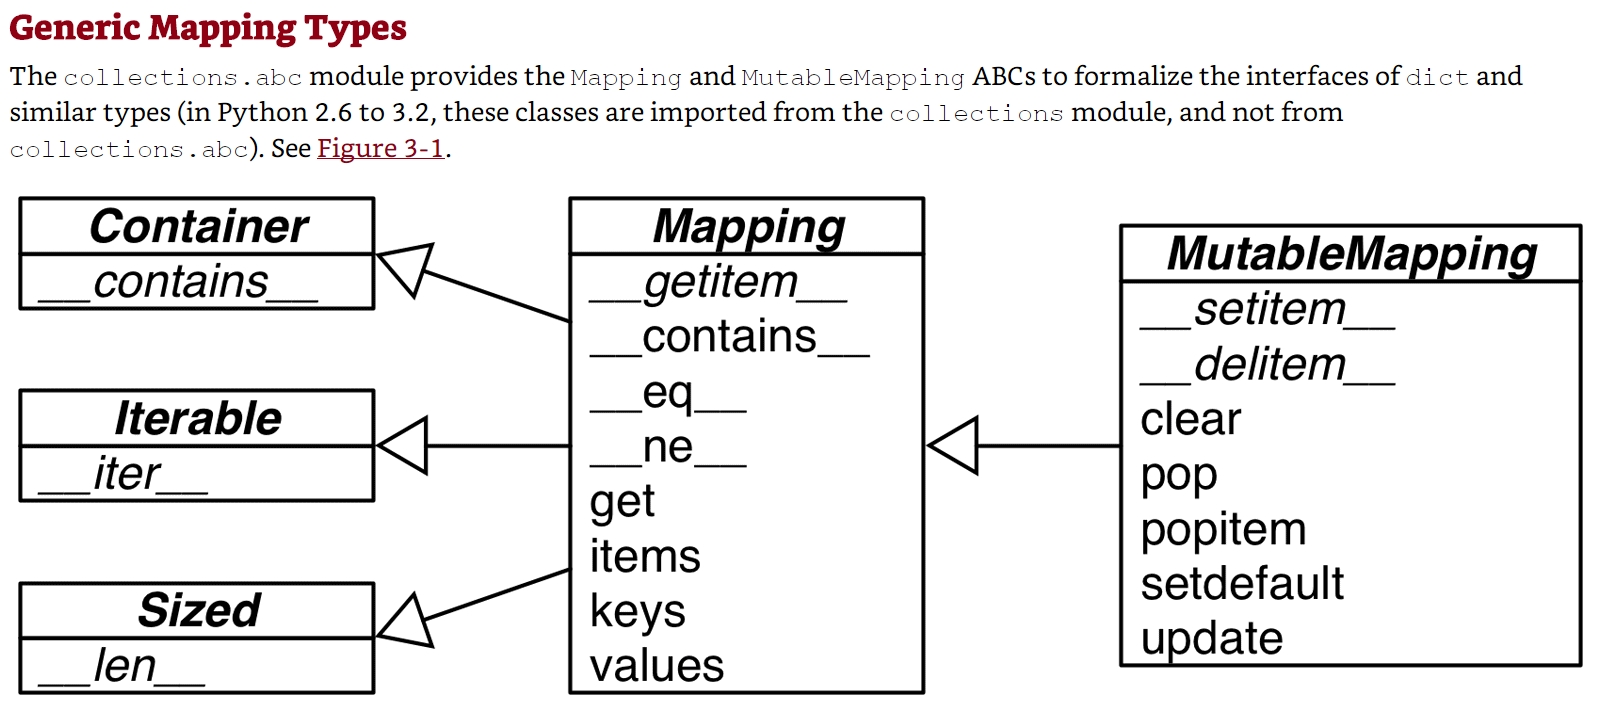 Generic Mapping Types
The collections.abc module provides the Mapping and MutableMapping ABCs to formalize the interfaces of dict and
similar types (in Python 2.6 to 3.2, these classes are imported from the collections module, and not from
collections.abc). See Figure 3-1.
Container
__contains__
Iterable
__iter__
Sized
__len__
Mapping
__getitem__
__contains__
__eq__
__ne__
get
items
keys
values
MutableMapping
__setitem__
__delitem__
clear
pop
popitem
setdefault
update